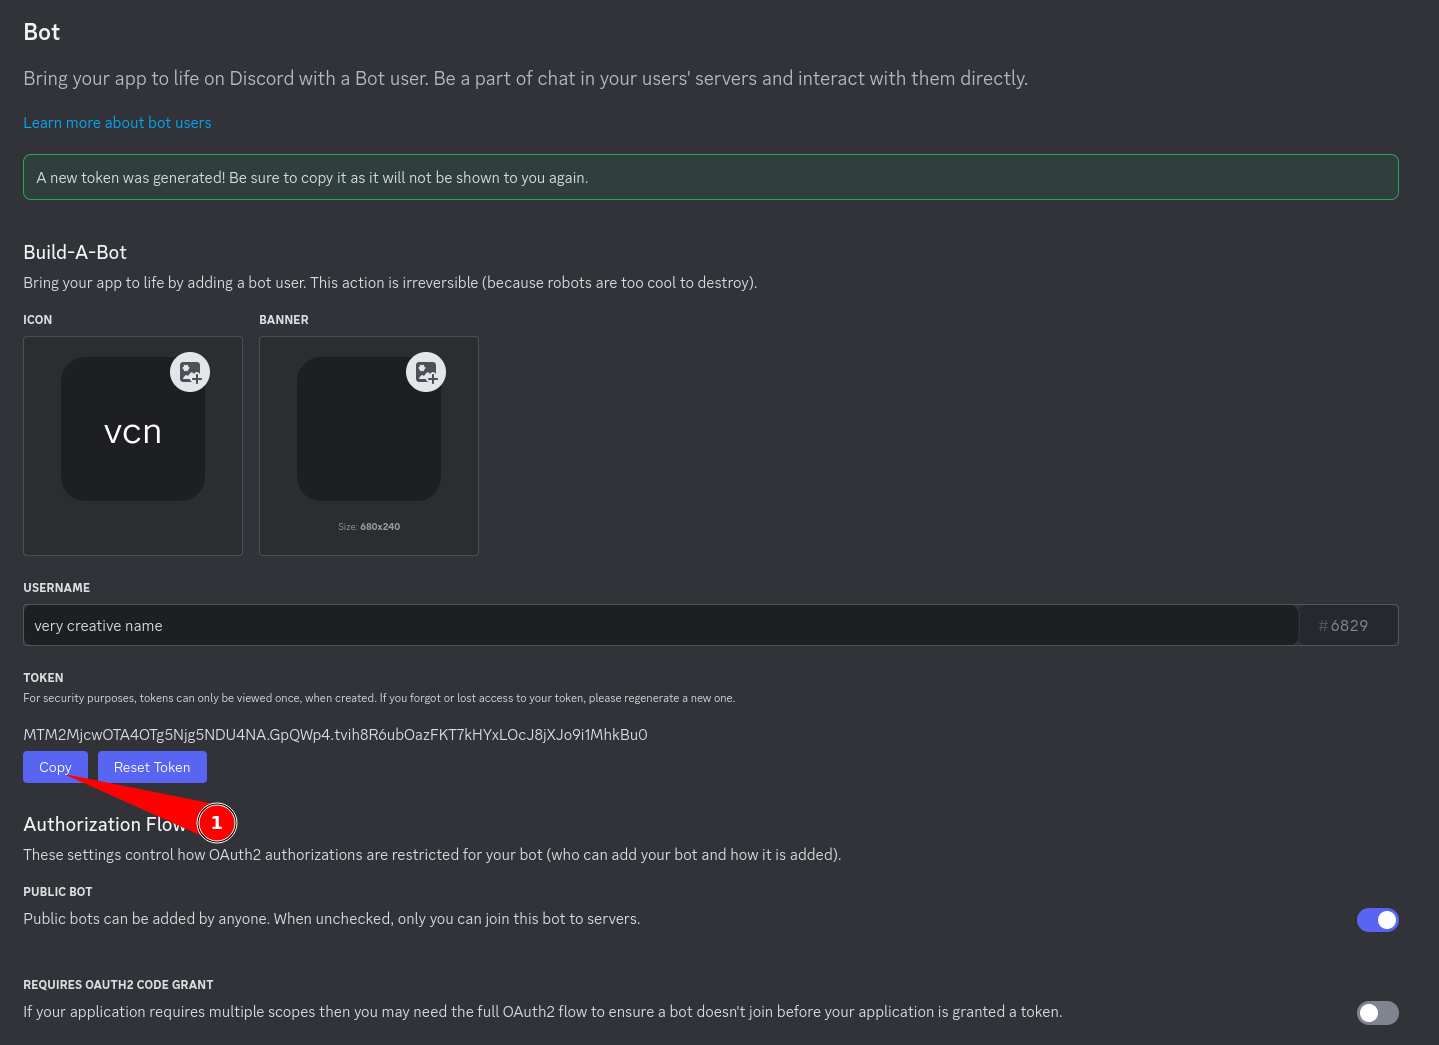 Bot
Bring your app to life on Discord with a Bot user. Be a part of chat in your users' servers and interact with them directly.
Learn more about bot users
A new token was generated! Be sure to copy it as it will not be shown to you again.
Build-A-Bot
Bring your app to life by adding a bot user. This action is irreversible (because robots are too cool to destroy).
ICON
BANNER
vcn
Size: 680x240
USERNAME
very creative name
#6829
TOKEN
For security purposes, tokens can only be viewed once, when created. If you forgot or lost access to your token, please regenerate a new one.
MTM2MjcwOTA4OTg5Njg5NDU4NA.GpQWp4.tvih8R6ubOazFKT7kHYxLOcJ8jXJo9i1MhkBu0
Copy
Reset Token
1
Authorization Flow
These settings control how OAuth2 authorizations are restricted for your bot (who can add your bot and how it is added).
PUBLIC BOT
Public bots can be added by anyone. When unchecked, only you can join this bot to servers.
REQUIRES OAUTH2 CODE GRANT
If your application requires multiple scopes then you may need the full OAuth2 flow to ensure a bot doesn't join before your application is granted a token.